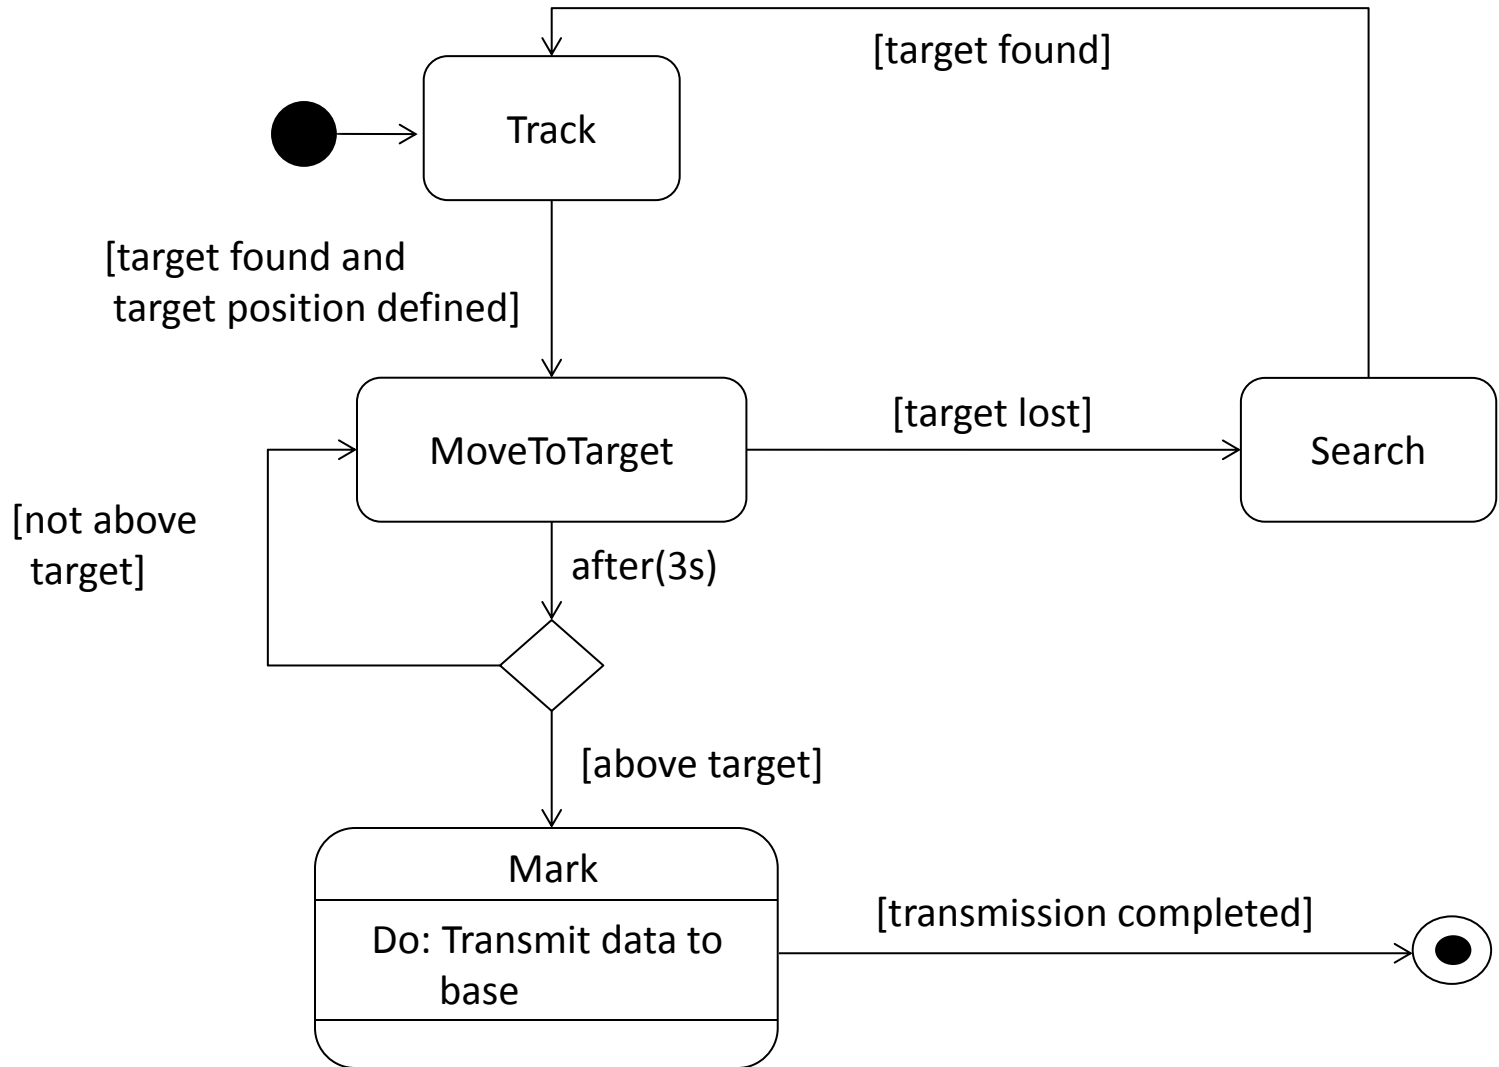 [target found]
Track
[target found and
target position defined]
[target lost]
MoveToTarget
Search
[not above
target]
after(3s)
[above target]
Mark
[transmission completed]
Do: Transmit data to
base